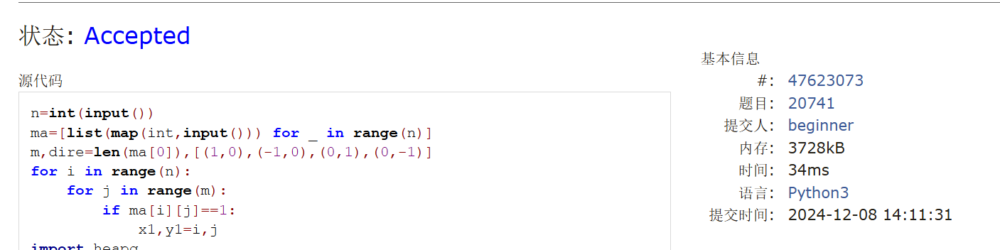 状态: Accepted
源代码
n=int(input())
ma=[list(map(int,input())) for _ in range(n)]
m,dire=len(ma[0]),[(1,0),(-1,0),(0,1),(0,-1)]
for i in range(n):
    for j in range(m):
        if ma[i][j]==1:
            x1,y1=i,j
import heapq
基本信息
#: 47623073
题目: 20741
提交人: beginner
内存: 3728kB
时间: 34ms
语言: Python3
提交时间: 2024-12-08 14:11:31